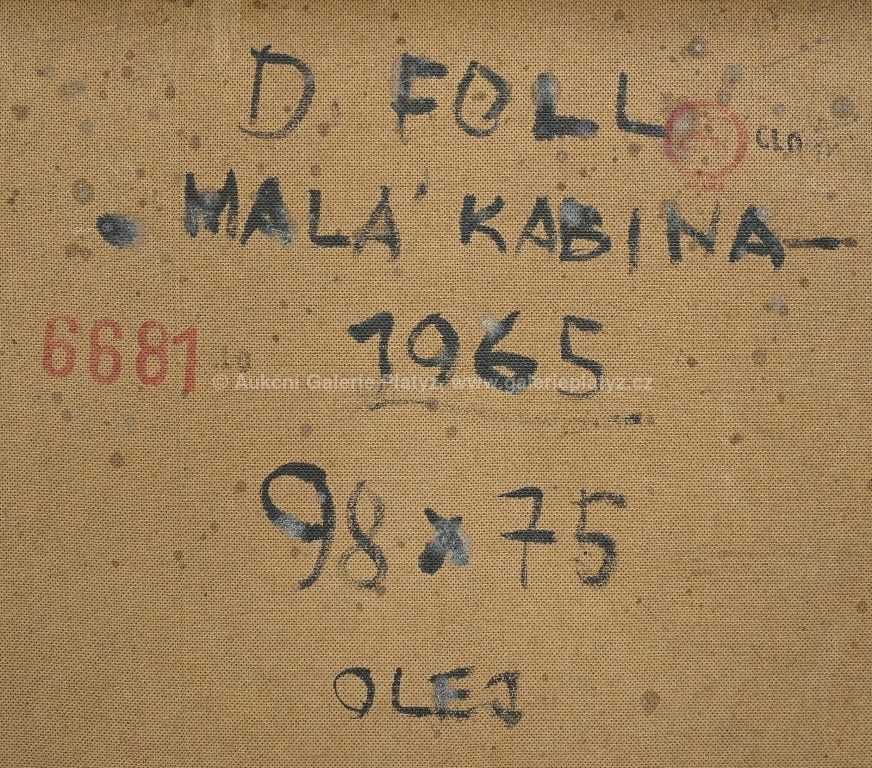 D. FOLL
MALÁ KABINA —
1965
6681
© Aukční Galerie Platýz - www.galerieplatyz.cz
98 x 75
OLEJ